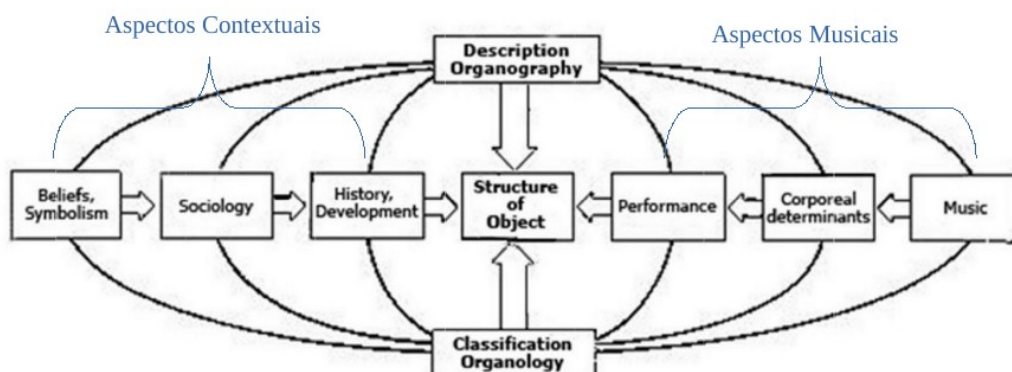 Aspectos Contextuais
Aspectos Musicais
Description
Organography
Beliefs,
Symbolism
Sociology
History,
Development
Structure
of
Object
Performance
Corporeal
determinants
Music
Classification
Organology